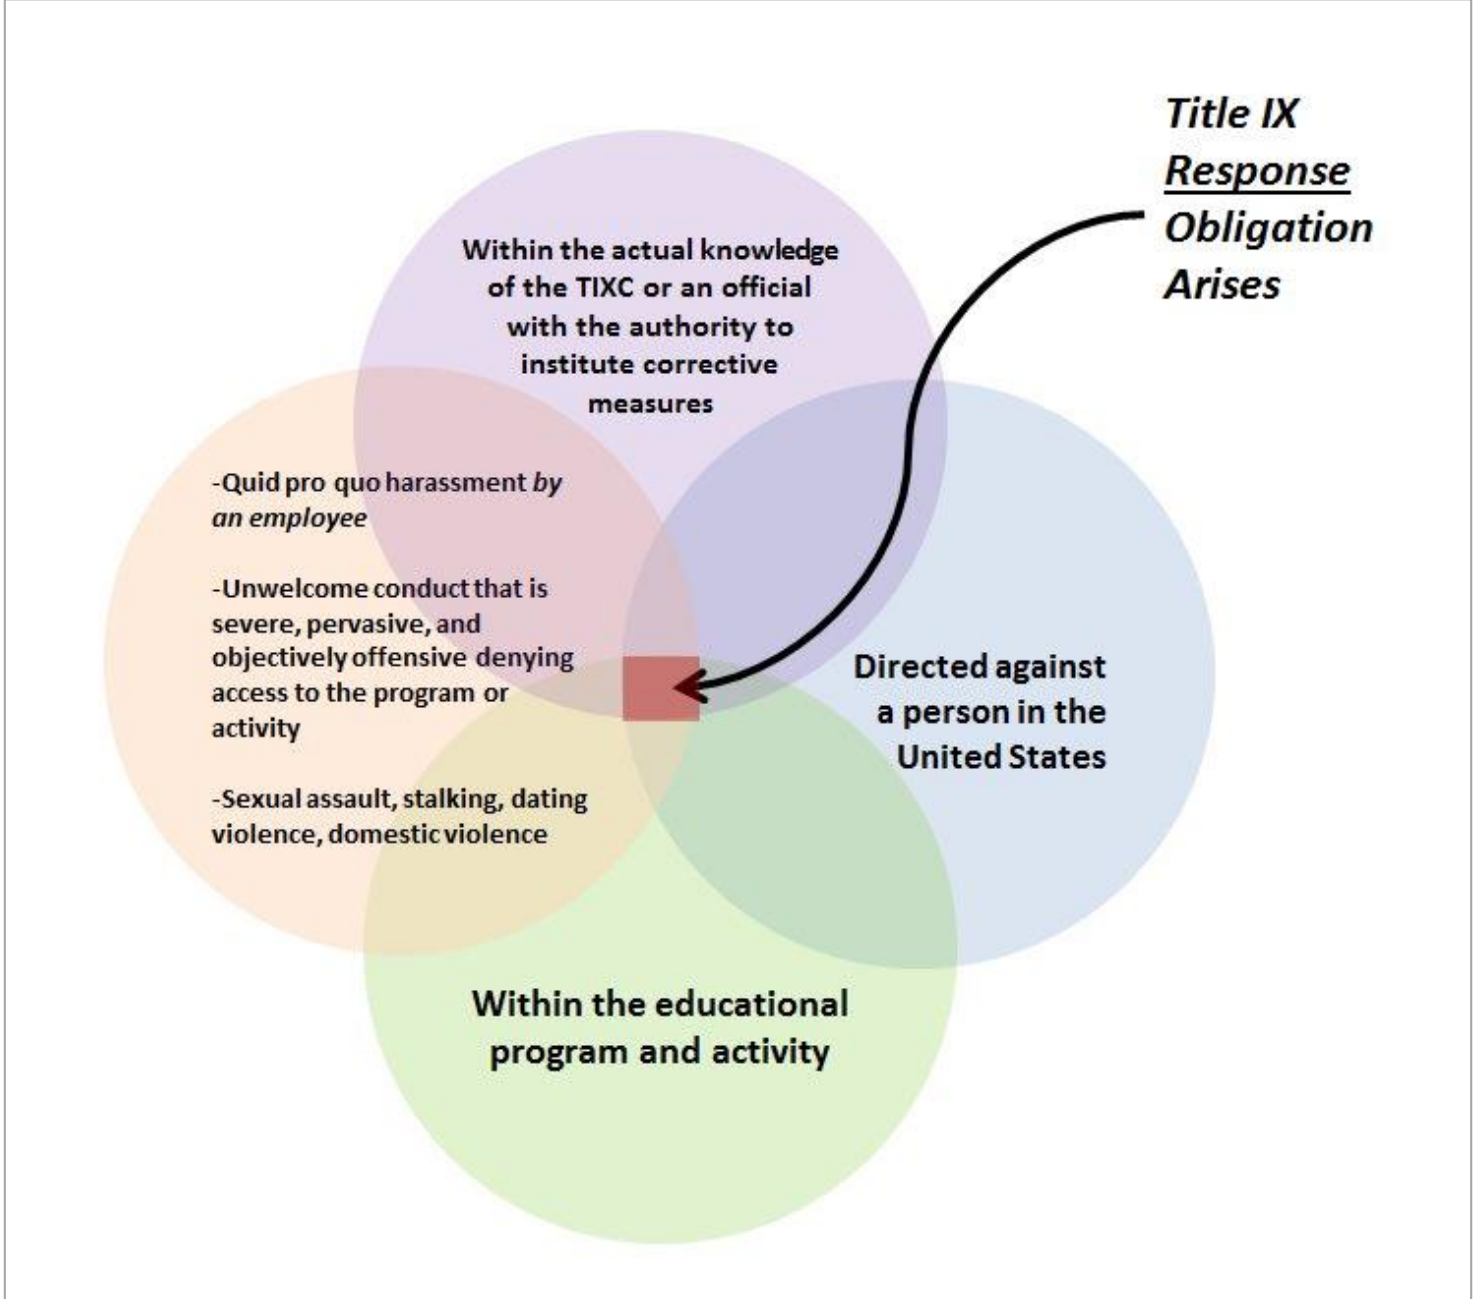 Title IX
Response
Obligation
Arises
Within the actual knowledge
of the TIXC or an official
with the authority to
institute corrective
measures
-Quid pro quo harassment by
an employee
-Unwelcome conduct that is
severe, pervasive, and
objectively offensive denying
access to the program or
activity
-Sexual assault, stalking, dating
violence, domestic violence
Directed against
a person in the
United States
Within the educational
program and activity